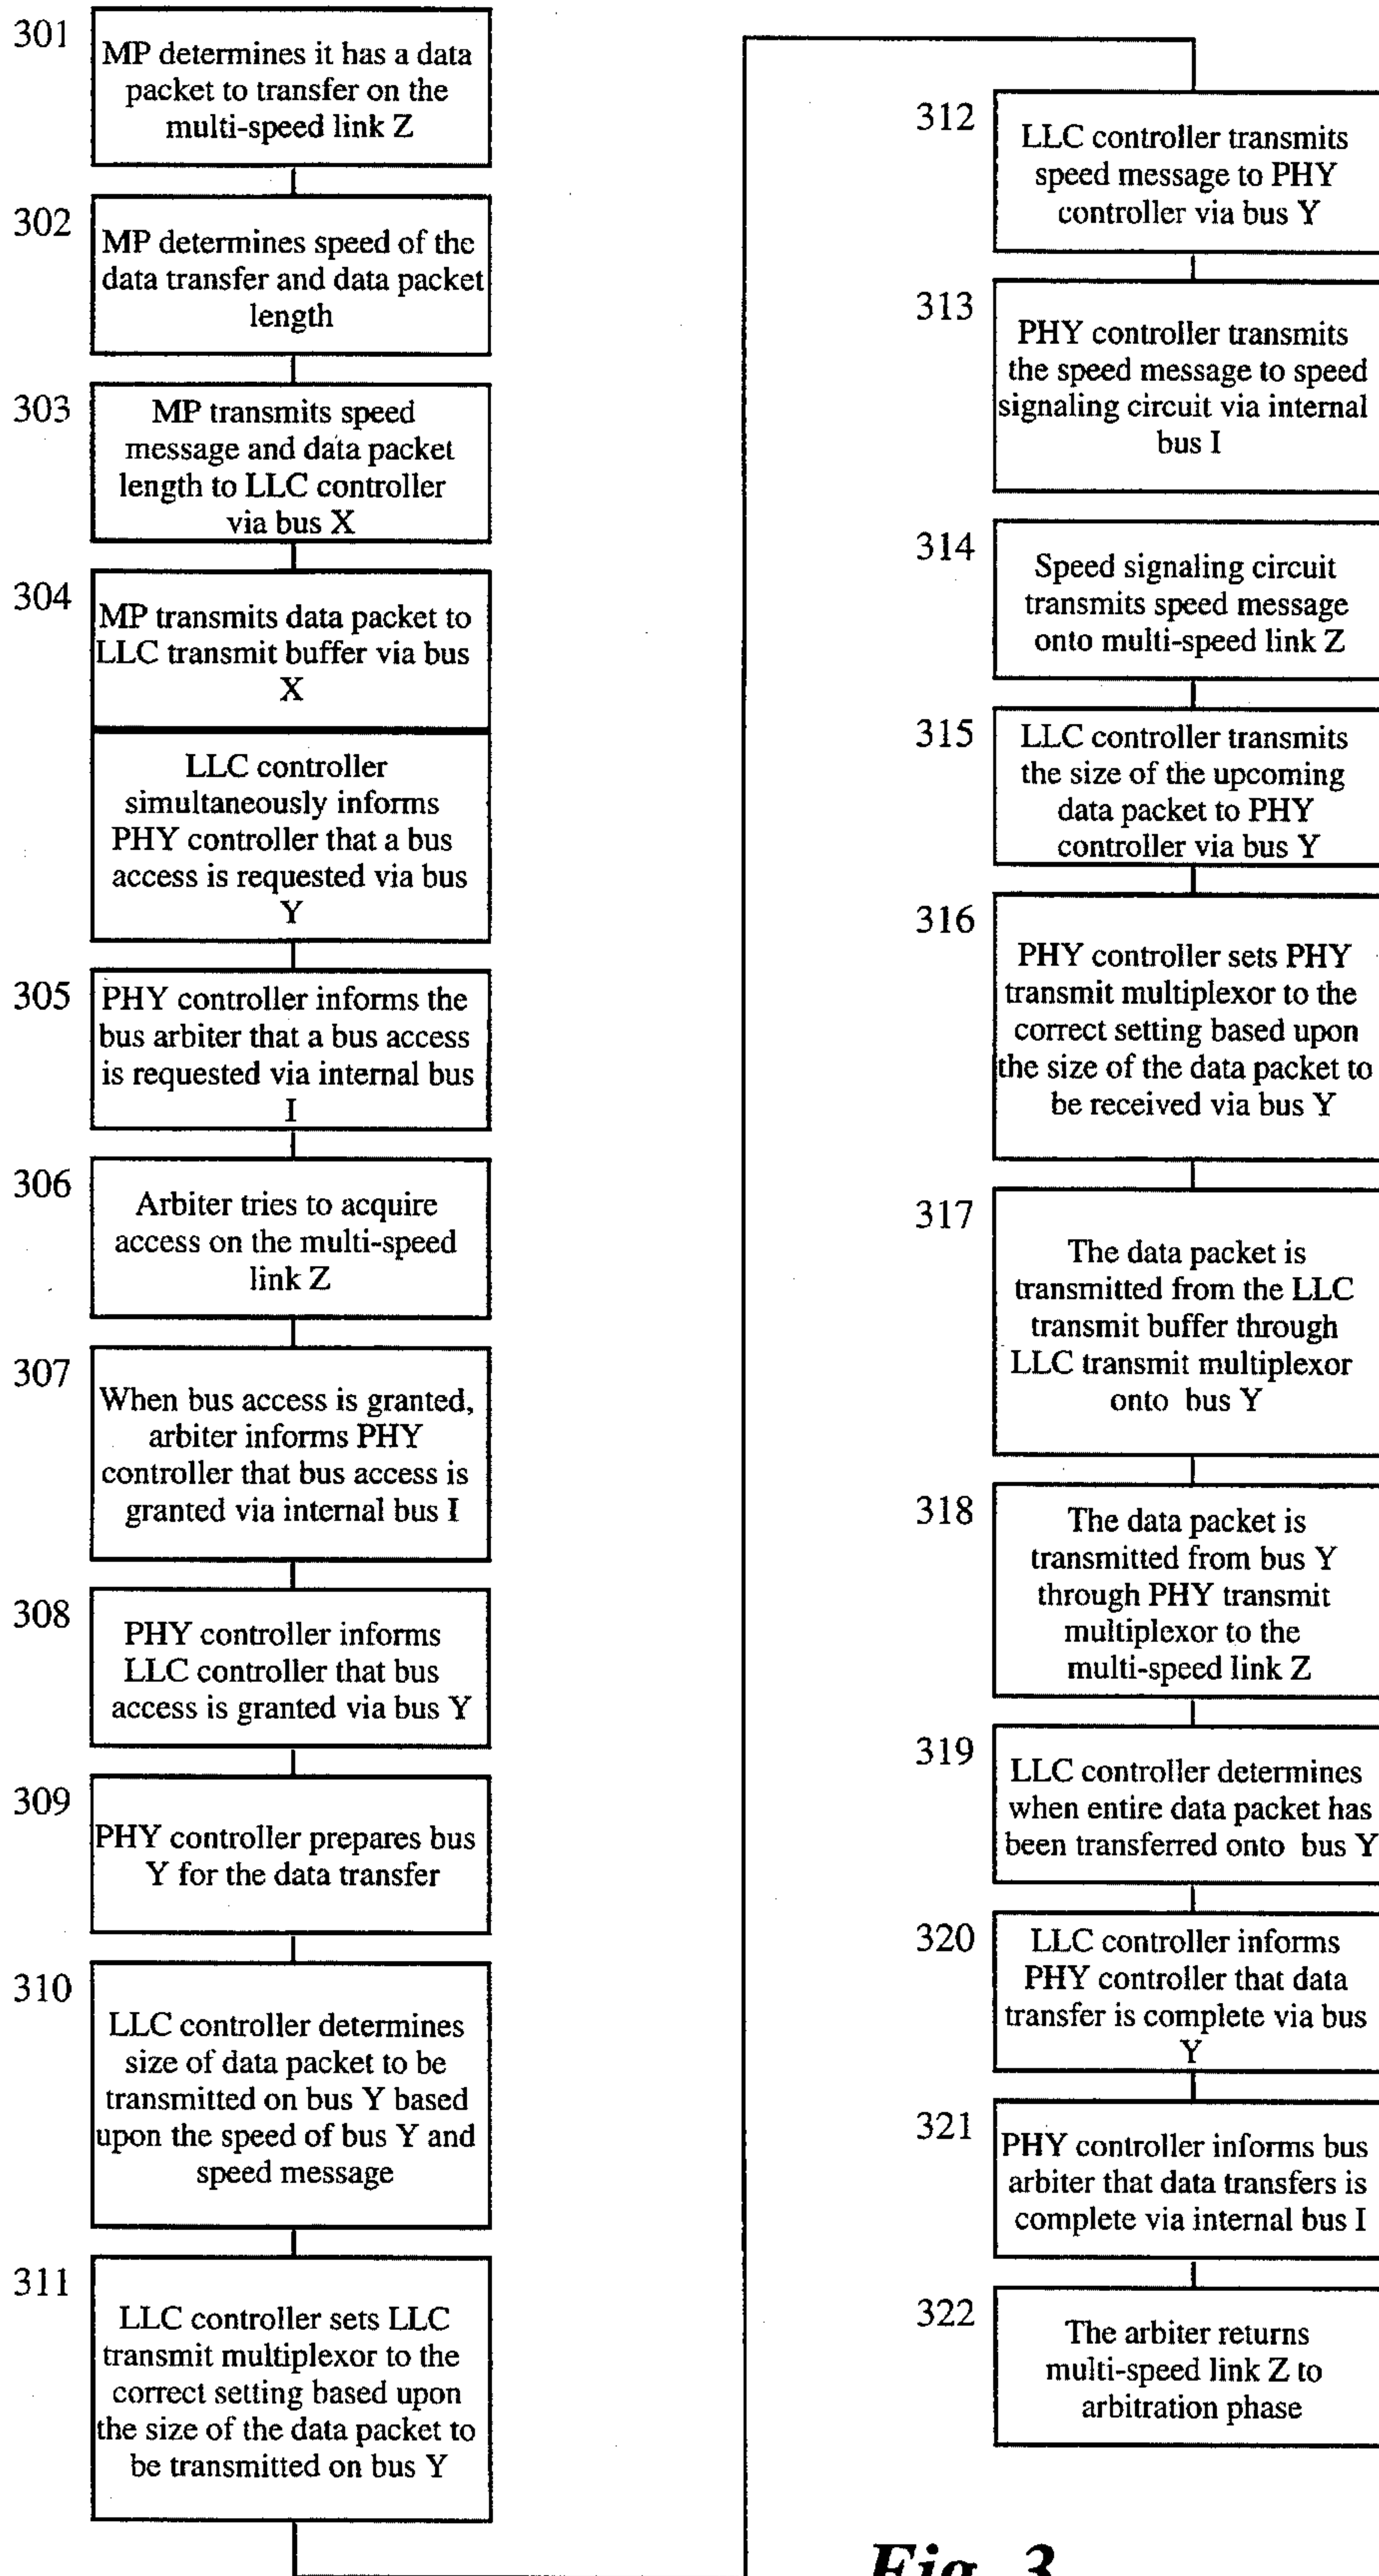 301
MP determines it has a data
packet to transfer on the
multi-speed link Z
302
MP determines speed of the
data transfer and data packet
length
303
MP transmits speed
message and data packet
length to LLC controller
via bus X
304
MP transmits data packet to
LLC transmit buffer via bus
X
LLC controller
simultaneously informs
PHY controller that a bus
access is requested via bus
Y
305
PHY controller informs the
bus arbiter that a bus access
is requested via internal bus
I
306
Arbiter tries to acquire
access on the multi-speed
link Z
307
When bus access is granted,
arbiter informs PHY
controller that bus access is
granted via internal bus I
308
PHY controller informs
LLC controller that bus
access is granted via bus Y
309
PHY controller prepares bus
Y for the data transfer
310
LLC controller determines
size of data packet to be
transmitted on bus Y based
upon the speed of bus Y and
speed message
311
LLC controller sets LLC
transmit multiplexor to the
correct setting based upon
the size of the data packet to
be transmitted on bus Y
312
LLC controller transmits
speed message to PHY
controller via bus Y
313
PHY controller transmits
the speed message to speed
signaling circuit via internal
bus I
314
Speed signaling circuit
transmits speed message
onto multi-speed link Z
315
LLC controller transmits
the size of the upcoming
data packet to PHY
controller via bus Y
316
PHY controller sets PHY
transmit multiplexor to the
correct setting based upon
the size of the data packet to
be received via bus Y
317
The data packet is
transmitted from the LLC
transmit buffer through
LLC transmit multiplexor
onto bus Y
318
The data packet is
transmitted from bus Y
through PHY transmit
multiplexor to the
multi-speed link Z
319
LLC controller determines
when entire data packet has
been transferred onto bus Y
320
LLC controller informs
PHY controller that data
transfer is complete via bus
Y
321
PHY controller informs bus
arbiter that data transfers is
complete via internal bus I
322
The arbiter returns
multi-speed link Z to
arbitration phase
Fig. 3